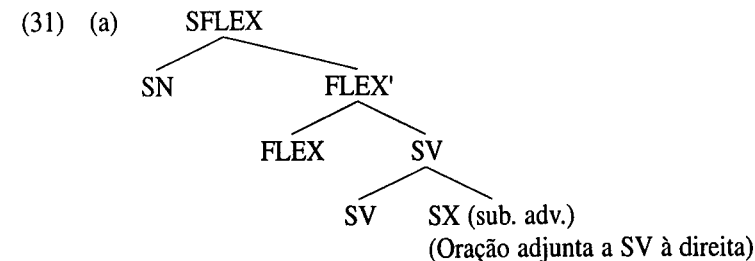 (31) (a) SFLEX
SN FLEX'
FLEX SV
SV SX (sub. adv.)
(Oração adjunta a SV à direita)